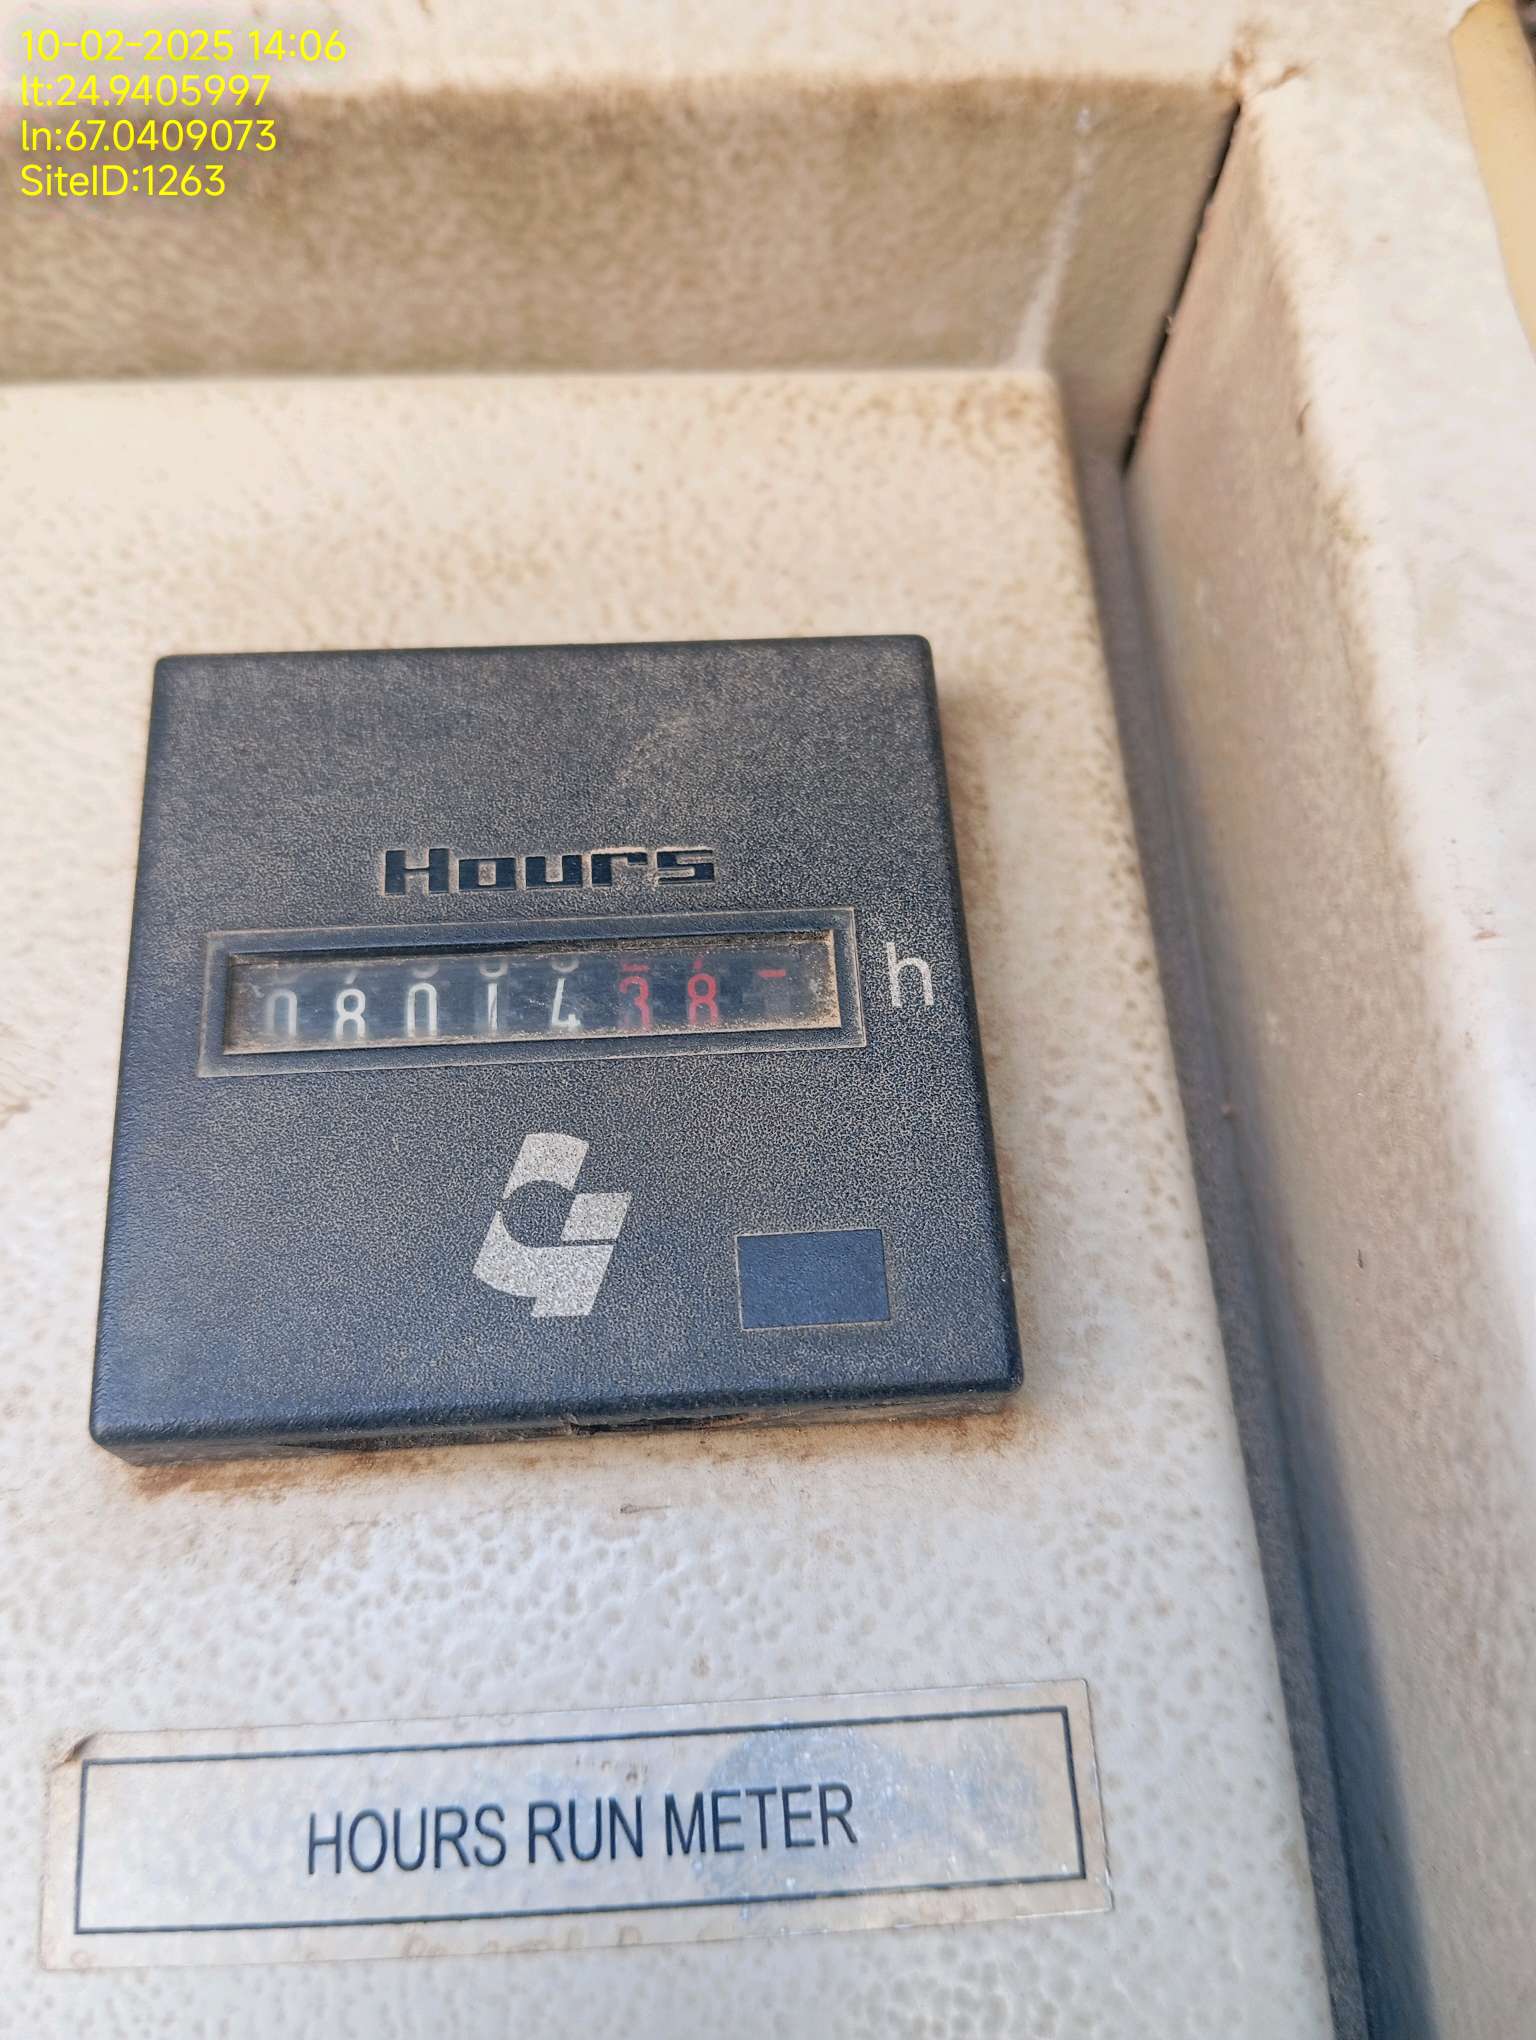 10-02-2025 14:06
lt:24.9405997
ln:67.0409073
SiteID:1263
Hours
0801438
h
HOURS RUN METER